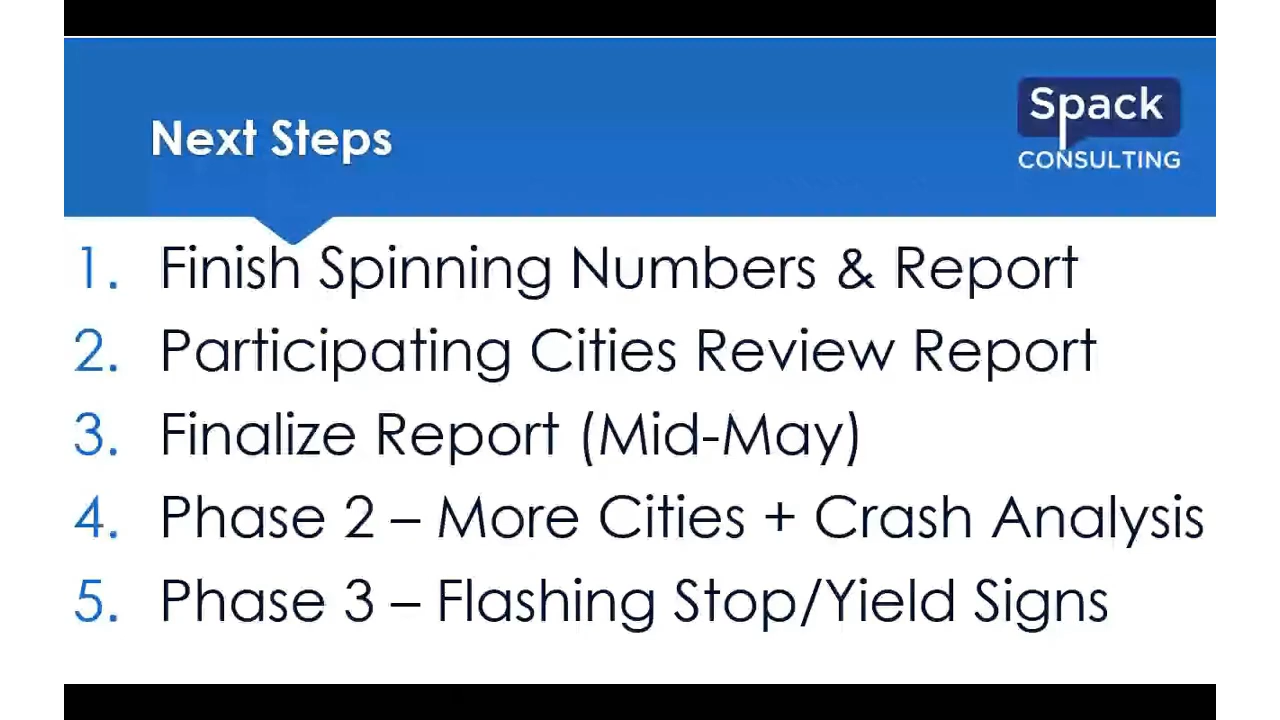 Next Steps
Spack
CONSULTING
1. Finish Spinning Numbers & Report
2. Participating Cities Review Report
3. Finalize Report (Mid-May)
4. Phase 2 – More Cities + Crash Analysis
5. Phase 3 – Flashing Stop/Yield Signs